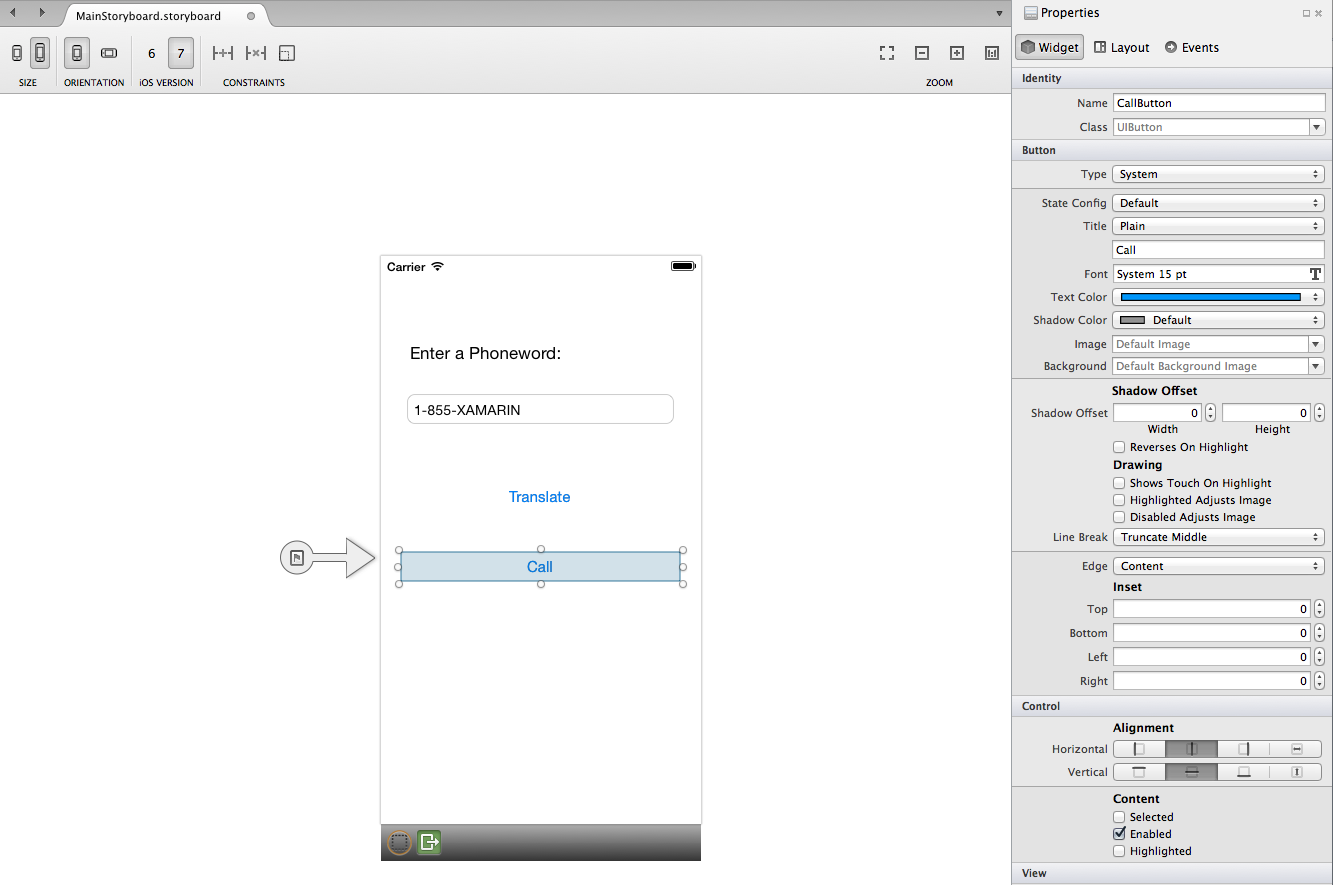 MainStoryboard.storyboard
6 7
SIZE ORIENTATION iOS VERSION CONSTRAINTS ZOOM
Carrier
Enter a Phoneword:
1-855-XAMARIN
Translate
Call
Properties
Widget Layout Events
Identity
Name CallButton
Class UIButton
Button
Type System
State Config Default
Title Plain
Call
Font System 15 pt T
Text Color
Shadow Color Default
Image Default Image
Background Default Background Image
Shadow Offset
Shadow Offset 0 0
Width Height
Reverses On Highlight
Drawing
Shows Touch On Highlight
Highlighted Adjusts Image
Disabled Adjusts Image
Line Break Truncate Middle
Edge Content
Inset
Top 0
Bottom 0
Left 0
Right 0
Control
Alignment
Horizontal
Vertical
Content
Selected
Enabled
Highlighted
View